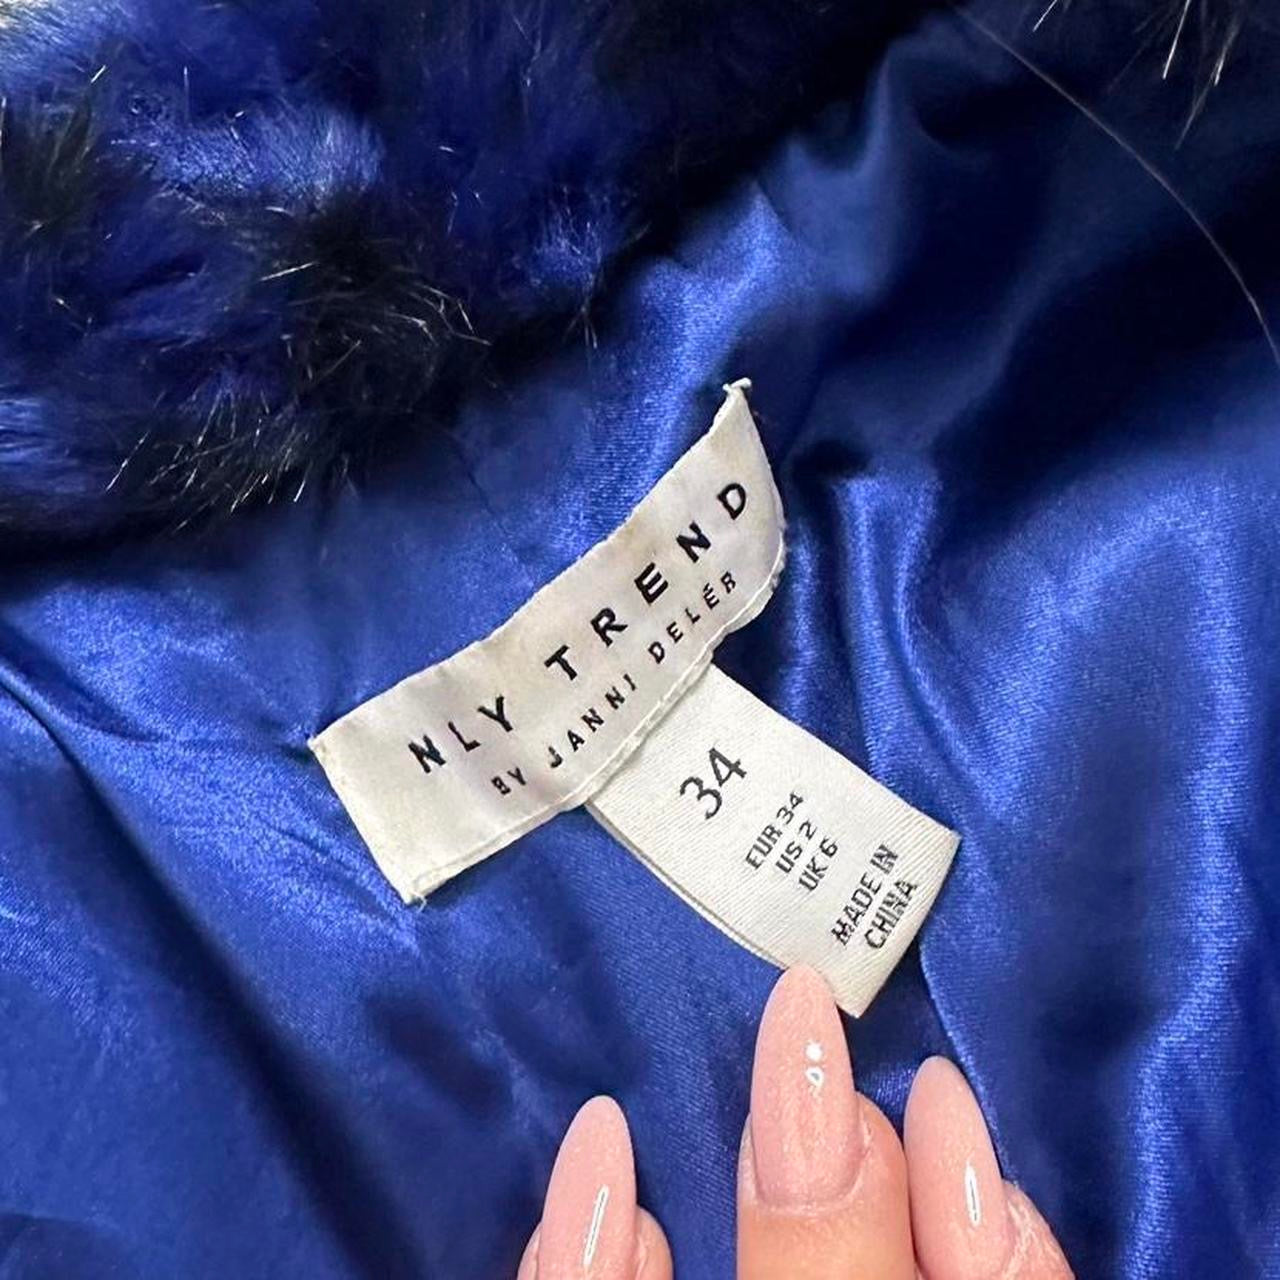 NLY TREND
BY JANNI DELÉR
34
EUR 34
US 2
UK 6
MADE IN
CHINA